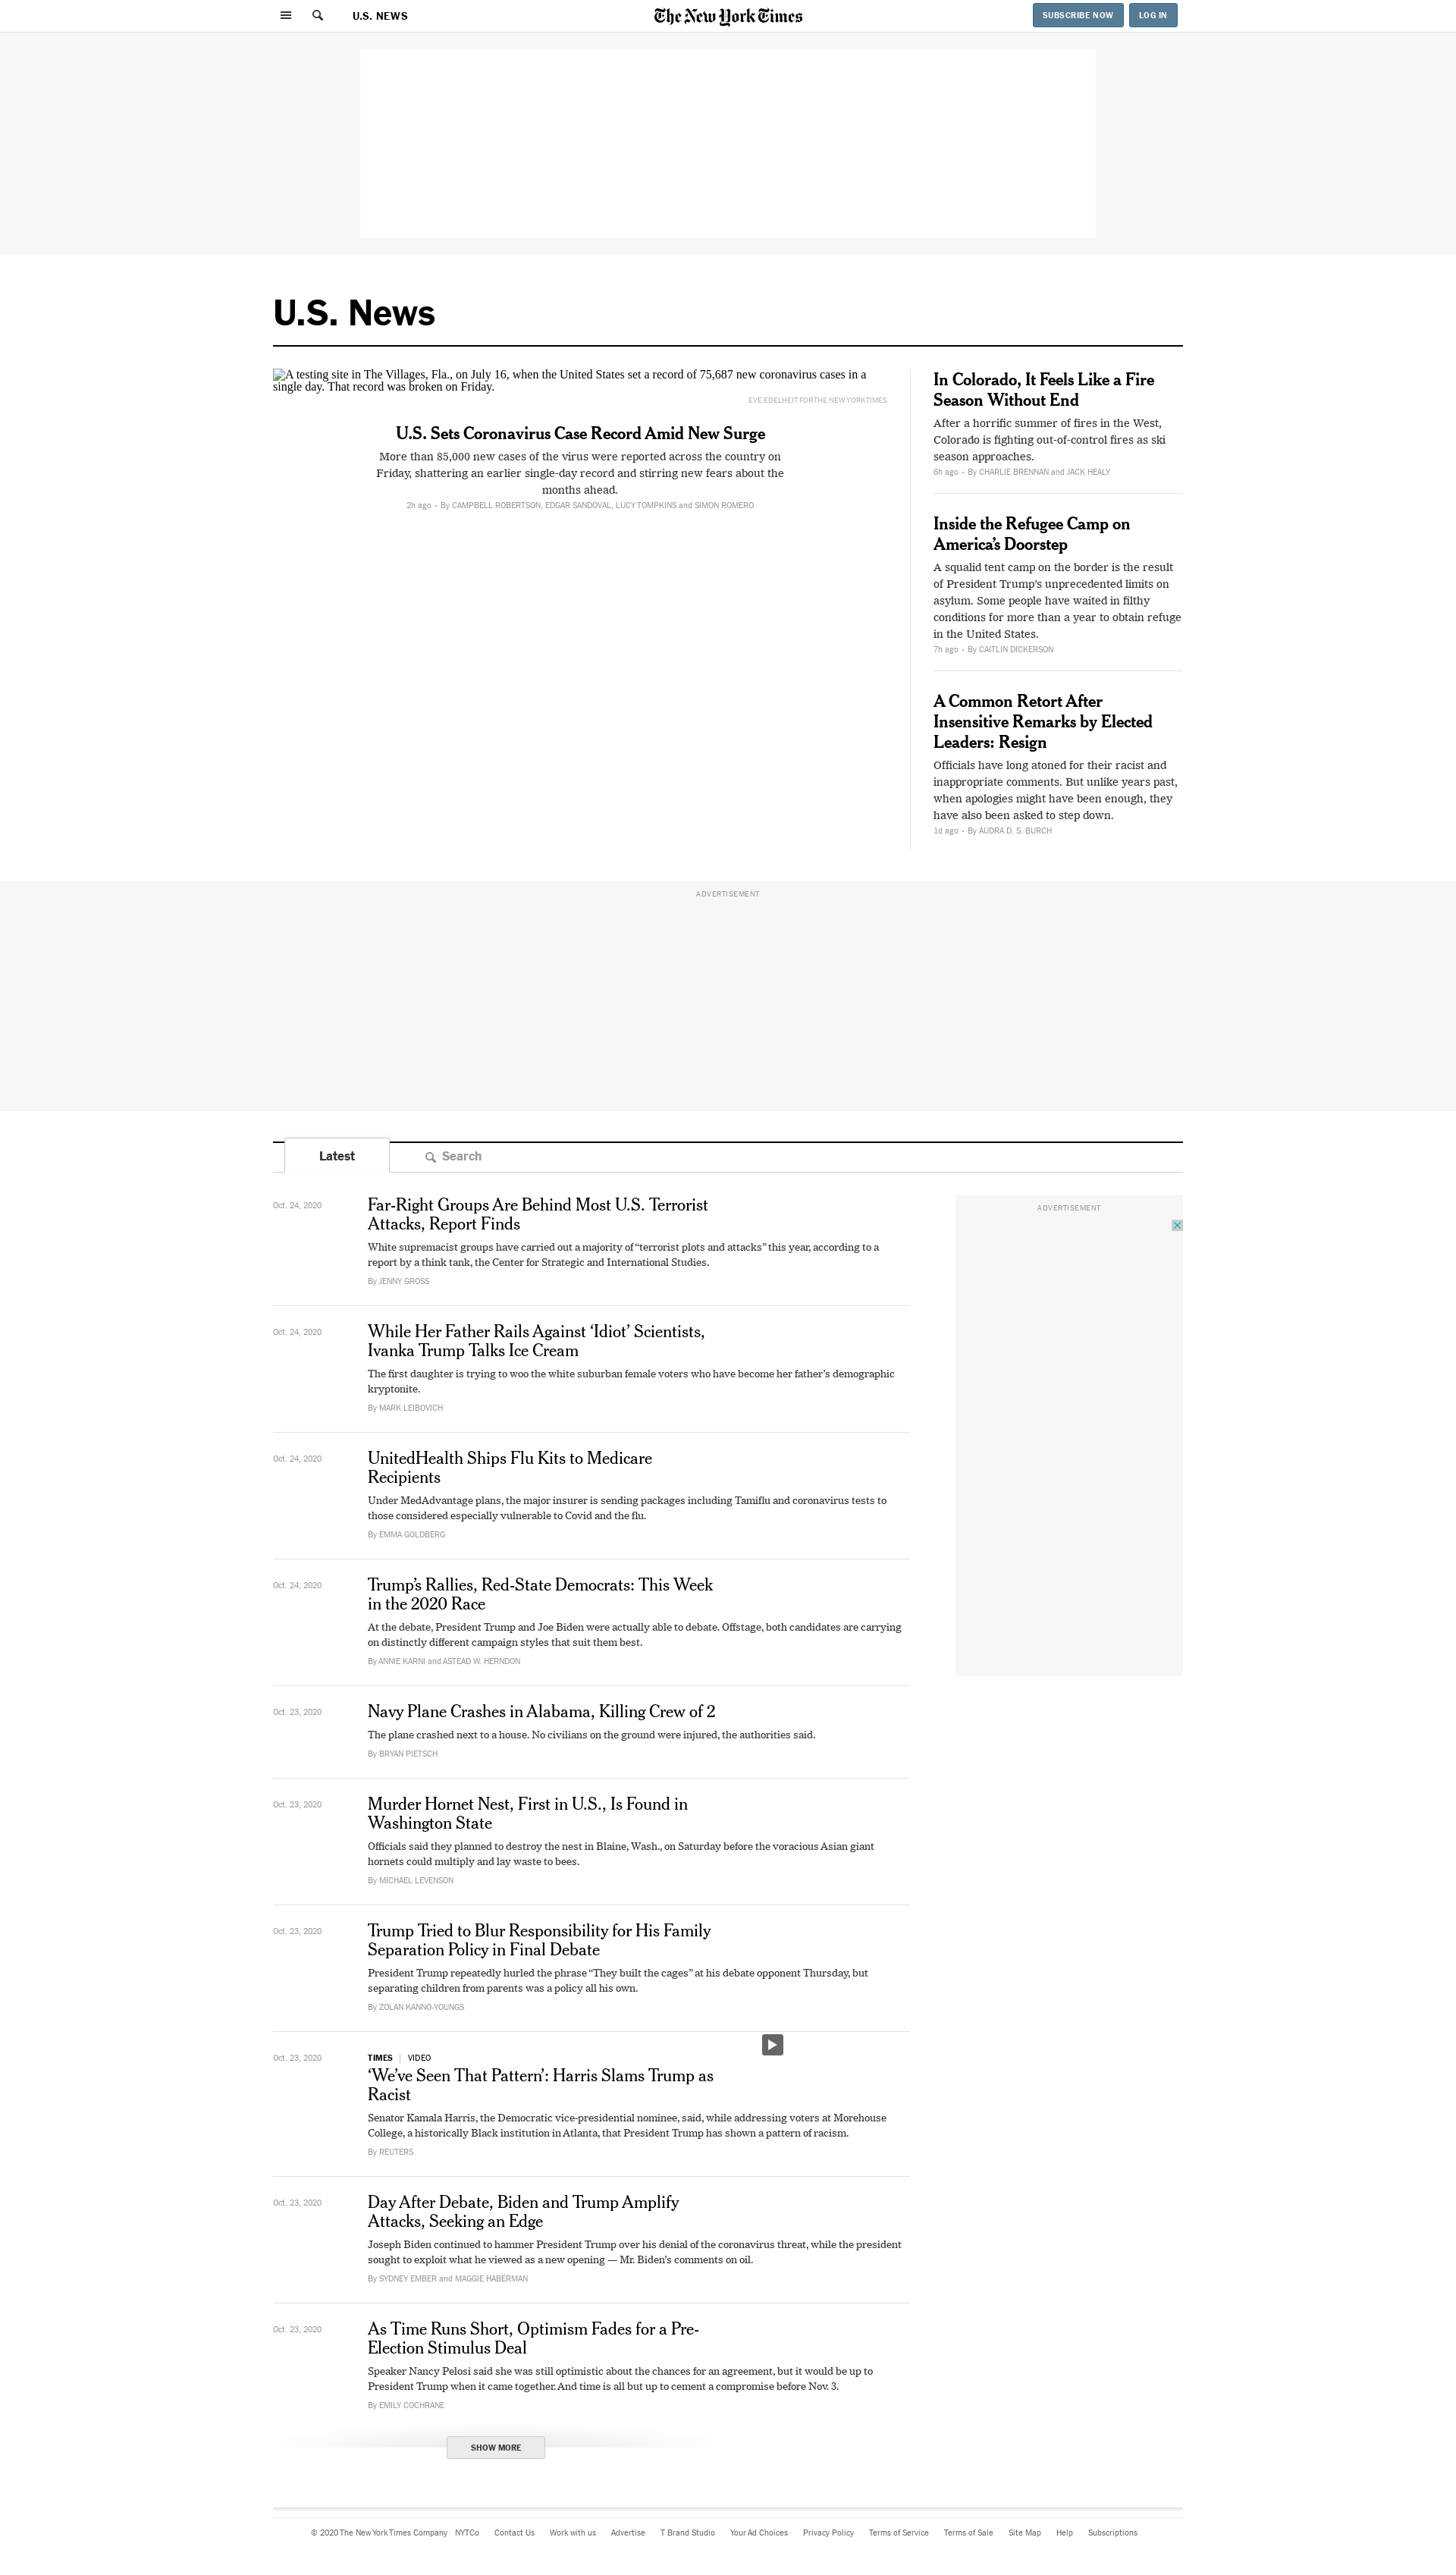 U.S. NEWS
The New York Times
SUBSCRIBE NOW
LOG IN
U.S. News
A testing site in The Villages, Fla., on July 16, when the United States set a record of 75,687 new coronavirus cases in a
single day. That record was broken on Friday.
EVE EDELHEIT FOR THE NEW YORK TIMES
U.S. Sets Coronavirus Case Record Amid New Surge
More than 85,000 new cases of the virus were reported across the country on
Friday, shattering an earlier single-day record and stirring new fears about the
months ahead.
2h ago • By CAMPBELL ROBERTSON, EDGAR SANDOVAL, LUCY TOMPKINS and SIMON ROMERO
In Colorado, It Feels Like a Fire
Season Without End
After a horrific summer of fires in the West,
Colorado is fighting out-of-control fires as ski
season approaches.
6h ago • By CHARLIE BRENNAN and JACK HEALY
Inside the Refugee Camp on
America’s Doorstep
A squalid tent camp on the border is the result
of President Trump’s unprecedented limits on
asylum. Some people have waited in filthy
conditions for more than a year to obtain refuge
in the United States.
7h ago • By CAITLIN DICKERSON
A Common Retort After
Insensitive Remarks by Elected
Leaders: Resign
Officials have long atoned for their racist and
inappropriate comments. But unlike years past,
when apologies might have been enough, they
have also been asked to step down.
1d ago • By AUDRA D. S. BURCH
ADVERTISEMENT
Latest
Search
Oct. 24, 2020
Far-Right Groups Are Behind Most U.S. Terrorist
Attacks, Report Finds
White supremacist groups have carried out a majority of “terrorist plots and attacks” this year, according to a
report by a think tank, the Center for Strategic and International Studies.
By JENNY GROSS
ADVERTISEMENT
Oct. 24, 2020
While Her Father Rails Against ‘Idiot’ Scientists,
Ivanka Trump Talks Ice Cream
The first daughter is trying to woo the white suburban female voters who have become her father’s demographic
kryptonite.
By MARK LEIBOVICH
Oct. 24, 2020
UnitedHealth Ships Flu Kits to Medicare
Recipients
Under MedAdvantage plans, the major insurer is sending packages including Tamiflu and coronavirus tests to
those considered especially vulnerable to Covid and the flu.
By EMMA GOLDBERG
Oct. 24, 2020
Trump’s Rallies, Red-State Democrats: This Week
in the 2020 Race
At the debate, President Trump and Joe Biden were actually able to debate. Offstage, both candidates are carrying
on distinctly different campaign styles that suit them best.
By ANNIE KARNI and ASTEAD W. HERNDON
Oct. 23, 2020
Navy Plane Crashes in Alabama, Killing Crew of 2
The plane crashed next to a house. No civilians on the ground were injured, the authorities said.
By BRYAN PIETSCH
Oct. 23, 2020
Murder Hornet Nest, First in U.S., Is Found in
Washington State
Officials said they planned to destroy the nest in Blaine, Wash., on Saturday before the voracious Asian giant
hornets could multiply and lay waste to bees.
By MICHAEL LEVENSON
Oct. 23, 2020
Trump Tried to Blur Responsibility for His Family
Separation Policy in Final Debate
President Trump repeatedly hurled the phrase “They built the cages” at his debate opponent Thursday, but
separating children from parents was a policy all his own.
By ZOLAN KANNO-YOUNGS
Oct. 23, 2020
TIMES | VIDEO
‘We’ve Seen That Pattern’: Harris Slams Trump as
Racist
Senator Kamala Harris, the Democratic vice-presidential nominee, said, while addressing voters at Morehouse
College, a historically Black institution in Atlanta, that President Trump has shown a pattern of racism.
By REUTERS
Oct. 23, 2020
Day After Debate, Biden and Trump Amplify
Attacks, Seeking an Edge
Joseph Biden continued to hammer President Trump over his denial of the coronavirus threat, while the president
sought to exploit what he viewed as a new opening — Mr. Biden’s comments on oil.
By SYDNEY EMBER and MAGGIE HABERMAN
Oct. 23, 2020
As Time Runs Short, Optimism Fades for a Pre-
Election Stimulus Deal
Speaker Nancy Pelosi said she was still optimistic about the chances for an agreement, but it would be up to
President Trump when it came together. And time is all but up to cement a compromise before Nov. 3.
By EMILY COCHRANE
SHOW MORE
© 2020 The New York Times Company NYTCo Contact Us Work with us Advertise T Brand Studio Your Ad Choices Privacy Policy Terms of Service Terms of Sale Site Map Help Subscriptions